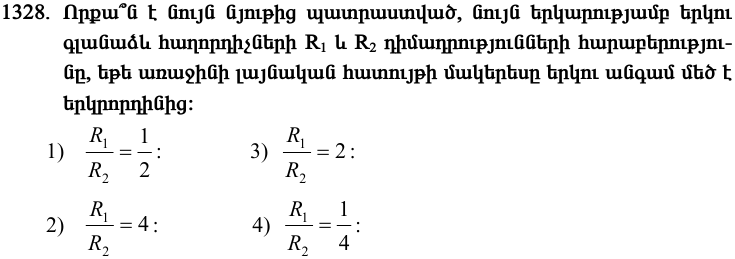 1328. Որքա՞ն է նույն նյութից պատրաստված, նույն երկարությամբ երկու
գլանաձև հաղորդիչների R₁ և R₂ դիմադրությունների հարաբերությու-
նը, եթե առաջինի լայնական հատույթի մակերեսը երկու անգամ մեծ է
երկրորդինից:
1) R₁/R₂ = 1/2 : 3) R₁/R₂ = 2 :
2) R₁/R₂ = 4 : 4) R₁/R₂ = 1/4 :